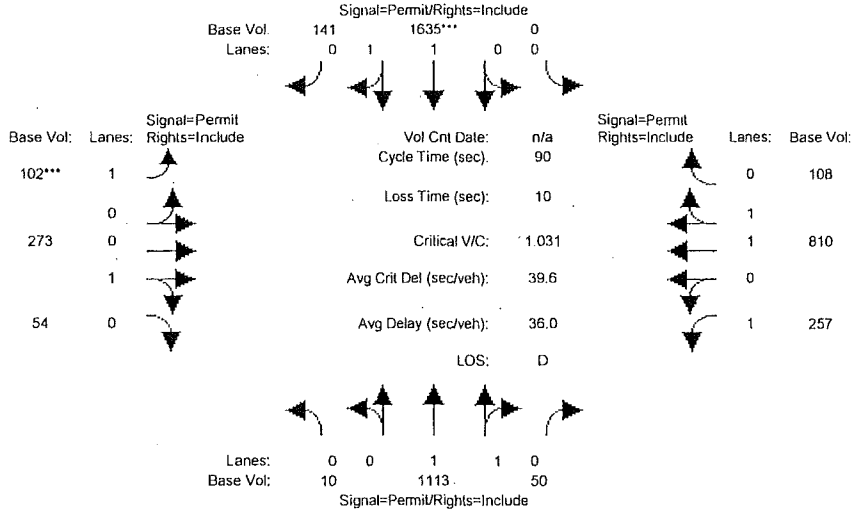 Signal=Permit/Rights=Include
Base Vol. 141 1635*** 0
Lanes: 0 1 1 0 0
Signal=Permit
Base Vol: Lanes: Rights=Include
Vol Cnt Date: n/a
Signal=Permit
Rights=Include Lanes: Base Vol:
Cycle Time (sec). 90
102*** 1
0 108
Loss Time (sec): 10
0
1
273 0
Critical V/C: 1.031
1 810
1
Avg Crit Del (sec/veh): 39.6
0
54 0
Avg Delay (sec/veh): 36.0
1 257
LOS: D
Lanes: 0 0 1 1 0
Base Vol: 10 1113 50
Signal=Permit/Rights=Include